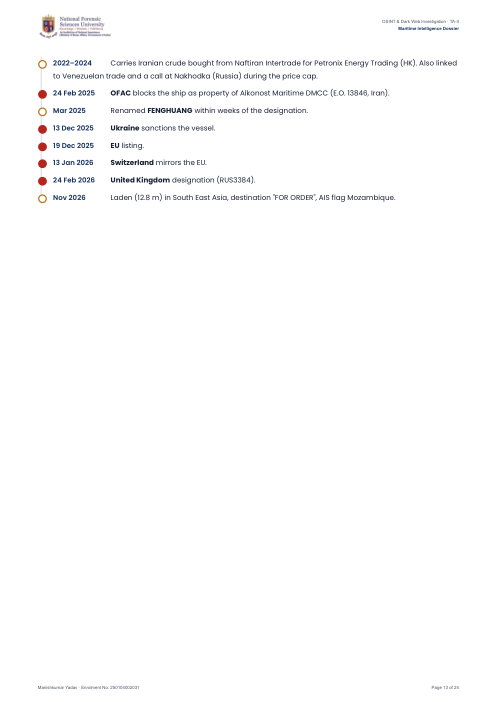 National Forensic
Sciences University
OSINT & Dark Web Investigation · TA-II
Maritime Intelligence Dossier
2022–2024 Carries Iranian crude bought from Naftiran Intertrade for Petronix Energy Trading (HK). Also linked
to Venezuelan trade and a call at Nakhodka (Russia) during the price cap.
24 Feb 2025 OFAC blocks the ship as property of Alkonost Maritime DMCC (E.O. 13846, Iran).
Mar 2025 Renamed FENGHUANG within weeks of the designation.
13 Dec 2025 Ukraine sanctions the vessel.
19 Dec 2025 EU listing.
13 Jan 2026 Switzerland mirrors the EU.
24 Feb 2026 United Kingdom designation (RUS3384).
Nov 2026 Laden (12.8 m) in South East Asia, destination "FOR ORDER", AIS flag Mozambique.
Yadav · Enrolment No.
Page 13 of 24